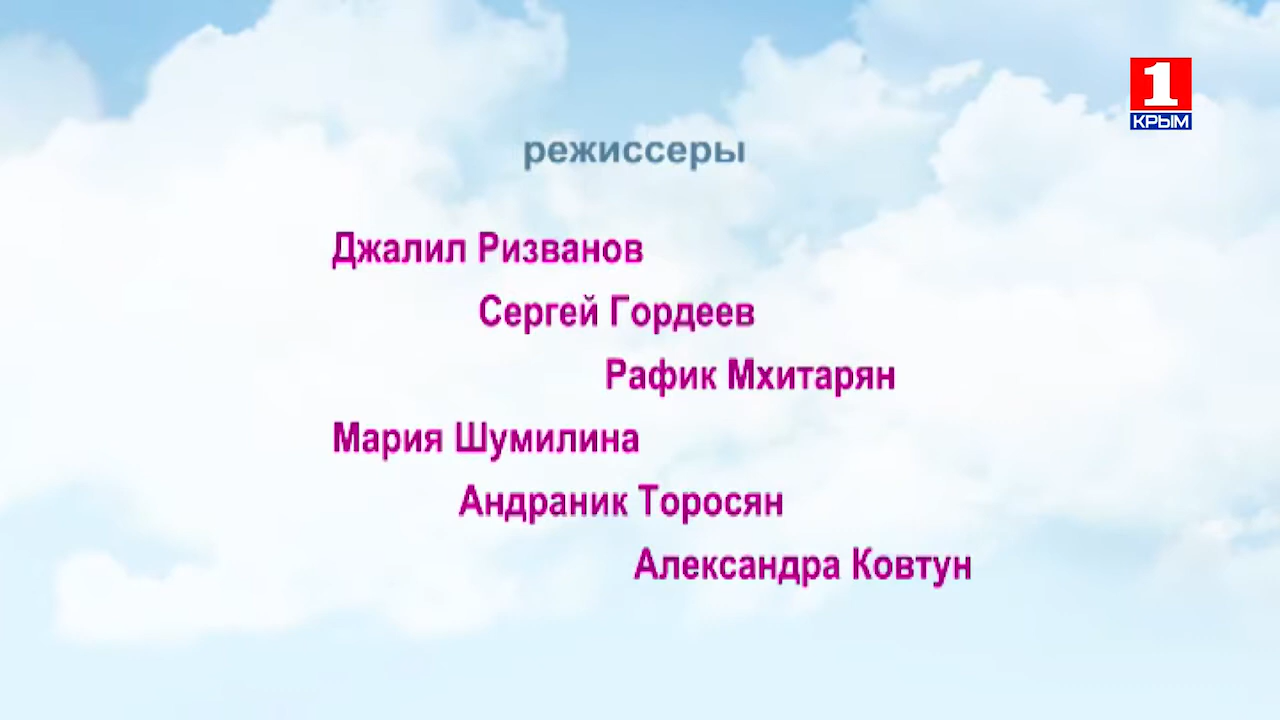 1
КРЫМ
режиссеры
Джалил Ризванов
Сергей Гордеев
Рафик Мхитарян
Мария Шумилина
Андраник Торосян
Александра Ковтун